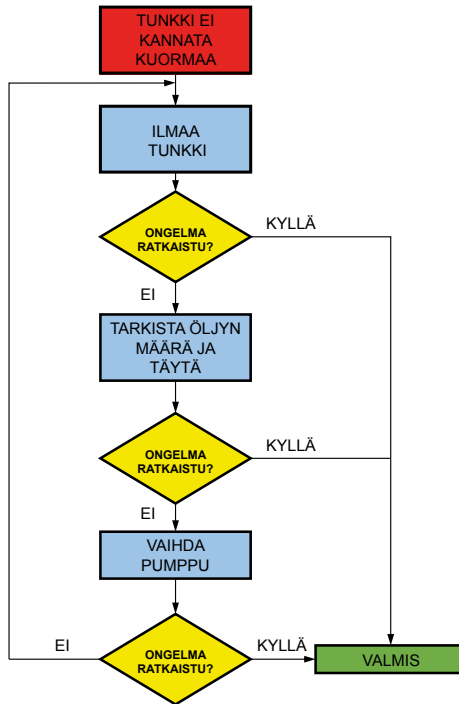 TUNKKI EI
KANNATA
KUORMAA
ILMAA
TUNKKI
ONGELMA
RATKAISTU?
KYLLÄ
EI
TARKISTA ÖLJYN
MÄÄRÄ JA
TÄYTÄ
ONGELMA
RATKAISTU?
KYLLÄ
EI
VAIHDA
PUMPPU
EI
ONGELMA
RATKAISTU?
KYLLÄ
VALMIS